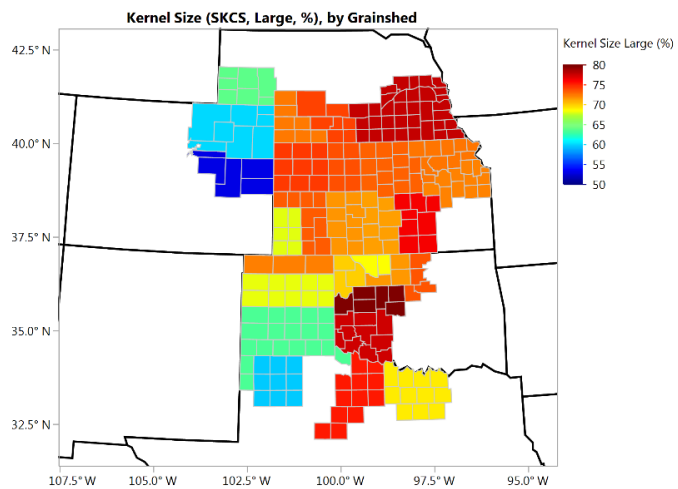 Kernel Size (SKCS, Large, %), by Grainshed
Kernel Size Large (%)
80
75
70
65
60
55
50
42.5° N
40.0° N
37.5° N
35.0° N
32.5° N
107.5° W 105.0° W 102.5° W 100.0° W 97.5° W 95.0° W